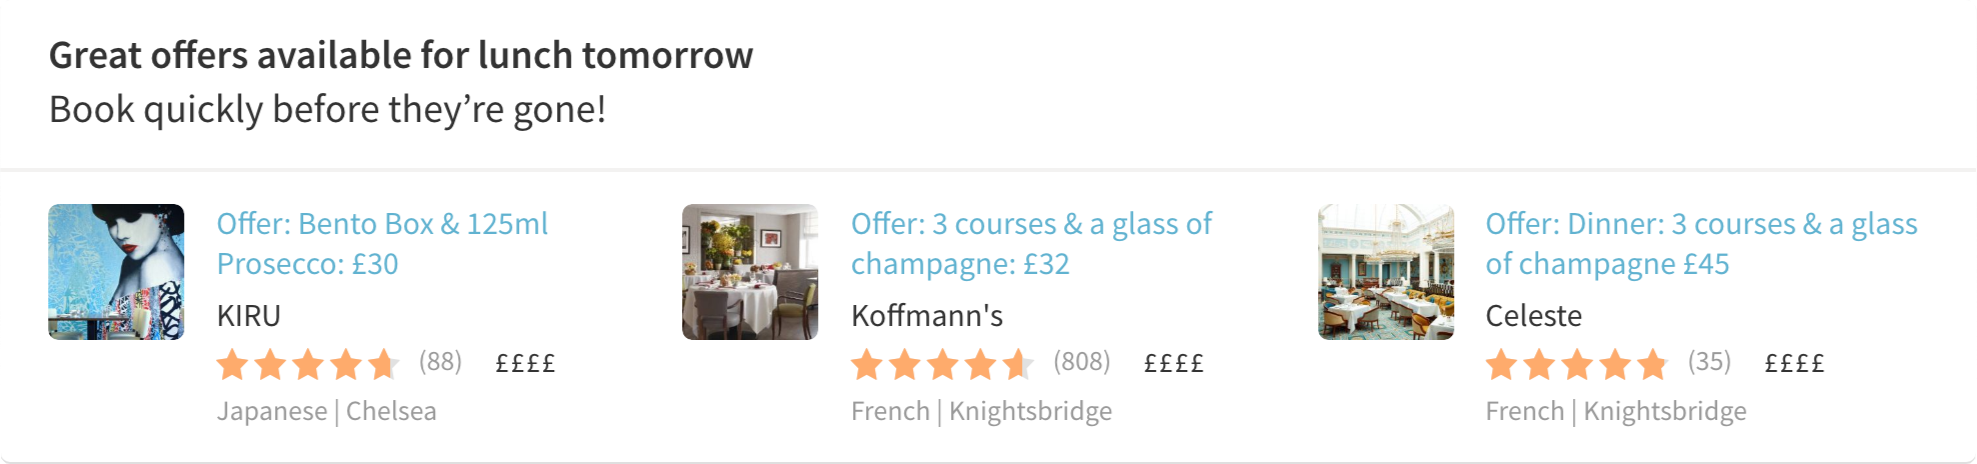 Great offers available for lunch tomorrow
Book quickly before they’re gone!
Offer: Bento Box & 125ml
Prosecco: £30
KIRU
(88) ££££
Japanese | Chelsea
Offer: 3 courses & a glass of
champagne: £32
Koffmann's
(808) ££££
French | Knightsbridge
Offer: Dinner: 3 courses & a glass
of champagne £45
Celeste
(35) ££££
French | Knightsbridge